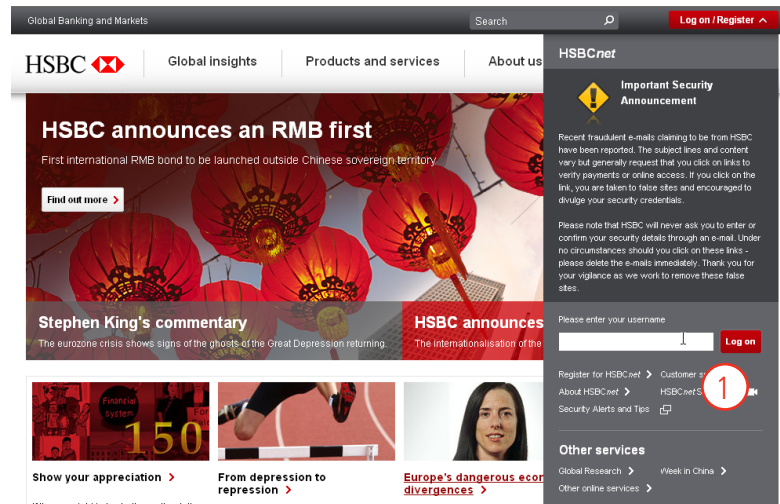 Global Banking and Markets
Search
Log on / Register
HSBC
Global insights
Products and services
About us
HSBC announces an RMB first
First international RMB bond to be launched outside Chinese sovereign territory
Find out more
Stephen King's commentary
The eurozone crisis shows signs of the ghosts of the Great Depression returning.
HSBC announces
The internationalisation of the
Financial
system
150
For
Show your appreciation
From depression to
repression
Europe's dangerous econ
divergences
HSBCnet
Important Security
Announcement
Recent fraudulent e-mails claiming to be from HSBC
have been reported. The subject lines and content
vary but generally request that you click on links to
verify payments or online access. If you click on the
link, you are taken to false sites and encouraged to
divulge your security credentials.
Please note that HSBC will never ask you to enter or
confirm your security details through an e-mail. Under
no circumstances should you click on these links -
please delete the e-mails immediately. Thank you for
your vigilance as we work to remove these false
sites.
Please enter your username
Log on
Register for HSBCnet
Customer
About HSBCnet
HSBCnet
1
Security Alerts and Tips
Other services
Global Research
Week in China
Other online services